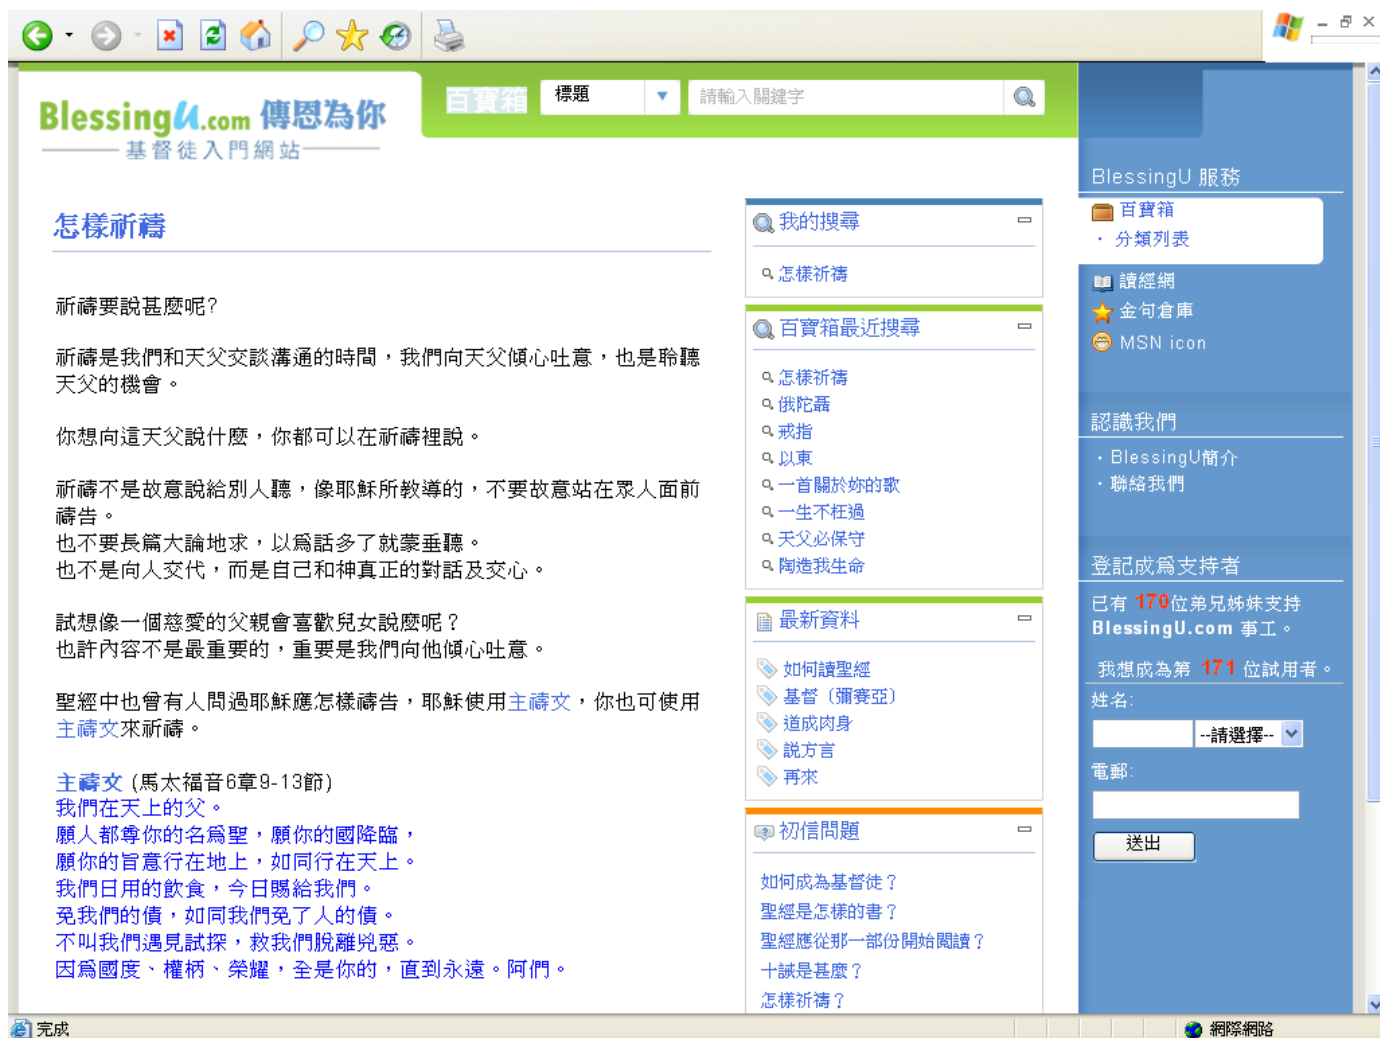 BlessingU.com 傳恩為你
基督徒入門網站
百寶箱
標題
請輸入關鍵字
怎樣祈禱
祈禱要說甚麼呢?
祈禱是我們和天父交談溝通的時間，我們向天父傾心吐意，也是聆聽
天父的機會。
你想向這天父說什麼，你都可以在祈禱裡說。
祈禱不是故意說給別人聽，像耶穌所教導的，不要故意站在眾人面前
禱告。
也不要長篇大論地求，以為話多了就蒙垂聽。
也不是向人交代，而是自己和神真正的對話及交心。
試想像一個慈愛的父親會喜歡兒女說麼呢？
也許內容不是最重要的，重要是我們向他傾心吐意。
聖經中也曾有人問過耶穌應怎樣禱告，耶穌使用主禱文，你也可使用
主禱文來祈禱。
主禱文 (馬太福音6章9-13節)
我們在天上的父。
願人都尊你的名為聖，願你的國降臨，
願你的旨意行在地上，如同行在天上。
我們日用的飲食，今日賜給我們。
免我們的債，如同我們免了人的債。
不叫我們遇見試探，救我們脫離兇惡。
因為國度、權柄、榮耀，全是你的，直到永遠。阿們。
我的搜尋
怎樣祈禱
百寶箱最近搜尋
怎樣祈禱
俄陀聶
戒指
以東
一首關於妳的歌
一生不枉過
天父必保守
陶造我生命
最新資料
如何讀聖經
基督〔彌賽亞〕
道成肉身
說方言
再來
初信問題
如何成為基督徒？
聖經是怎樣的書？
聖經應從那一部份開始閱讀？
十誡是甚麼？
怎樣祈禱？
BlessingU 服務
百寶箱
· 分類列表
讀經網
金句倉庫
MSN icon
認識我們
· BlessingU簡介
· 聯絡我們
登記成為支持者
已有 170位弟兄姊妹支持
BlessingU.com 事工。
我想成為第 171 位試用者。
姓名:
--請選擇--
電郵:
送出
完成
網際網路